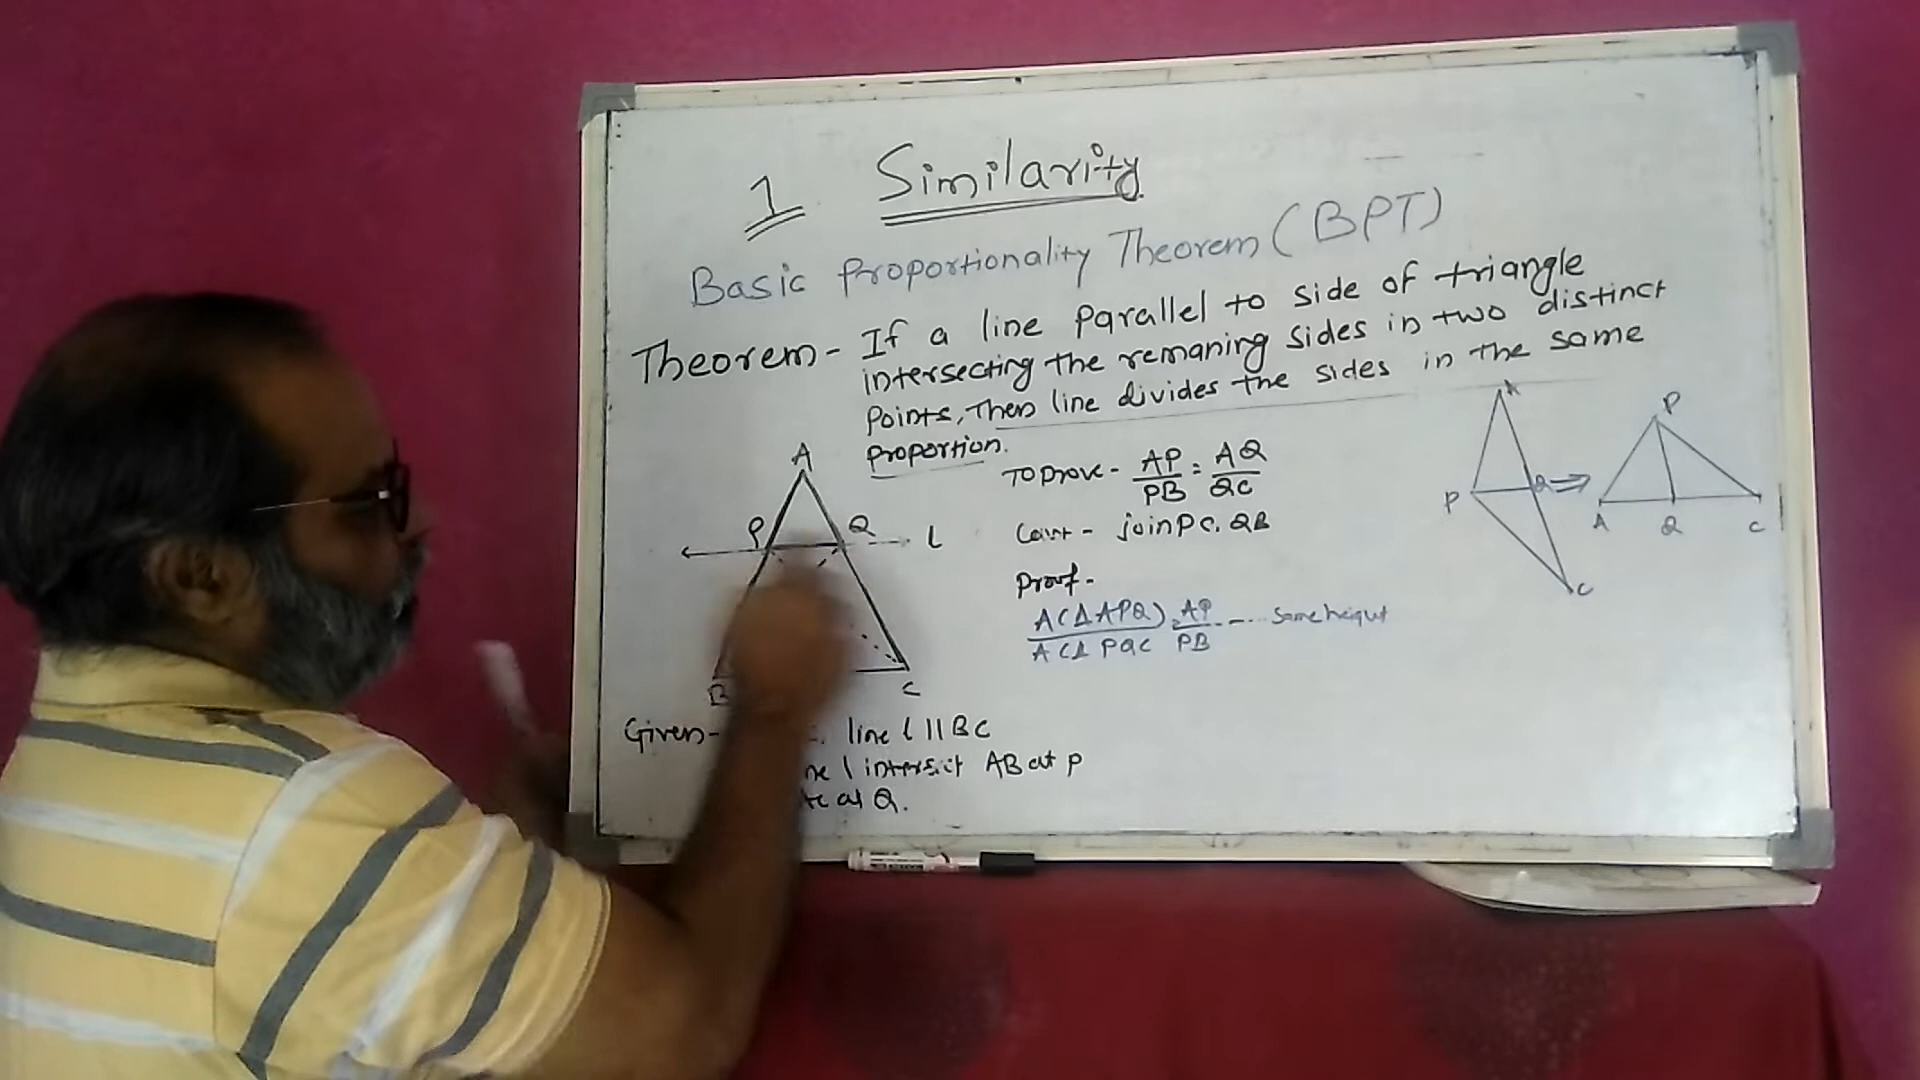 1 Similarity
Basic Proportionality Theorem (BPT)
Theorem - If a line parallel to side of triangle
intersecting the remaning sides in two distinct
points, then line divides the sides in the same
proportion.
To prove - AP/PB = AQ/QC
Const - join PC, QB
Proof -
A(Δ APQ) / A(Δ PQC = AP/PB ---- Same height
A
P Q L
B C
Given - line l || BC
l intersect AB at P
at Q.
A
P Q ⇒
C
P
A Q C